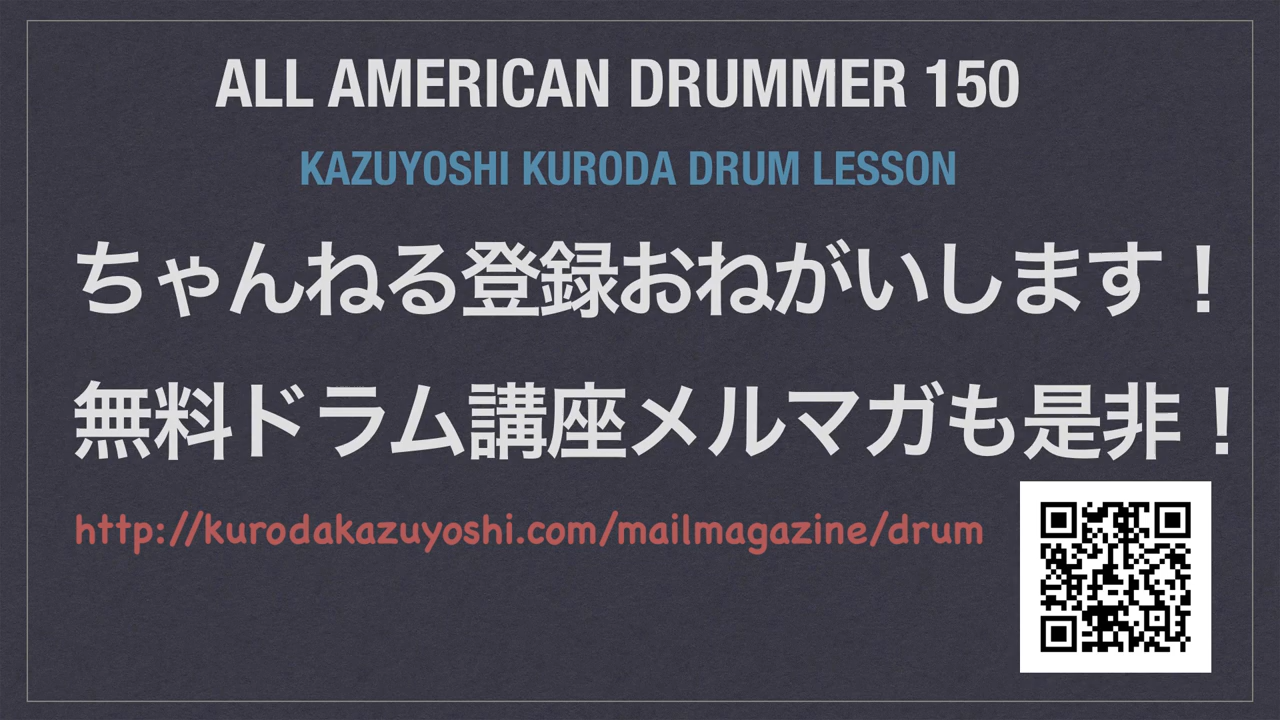 ALL AMERICAN DRUMMER 150
KAZUYOSHI KURODA DRUM LESSON
ちゃんねる登録おねがいします！
無料ドラム講座メルマガも是非！
http://kurodakazuyoshi.com/mailmagazine/drum